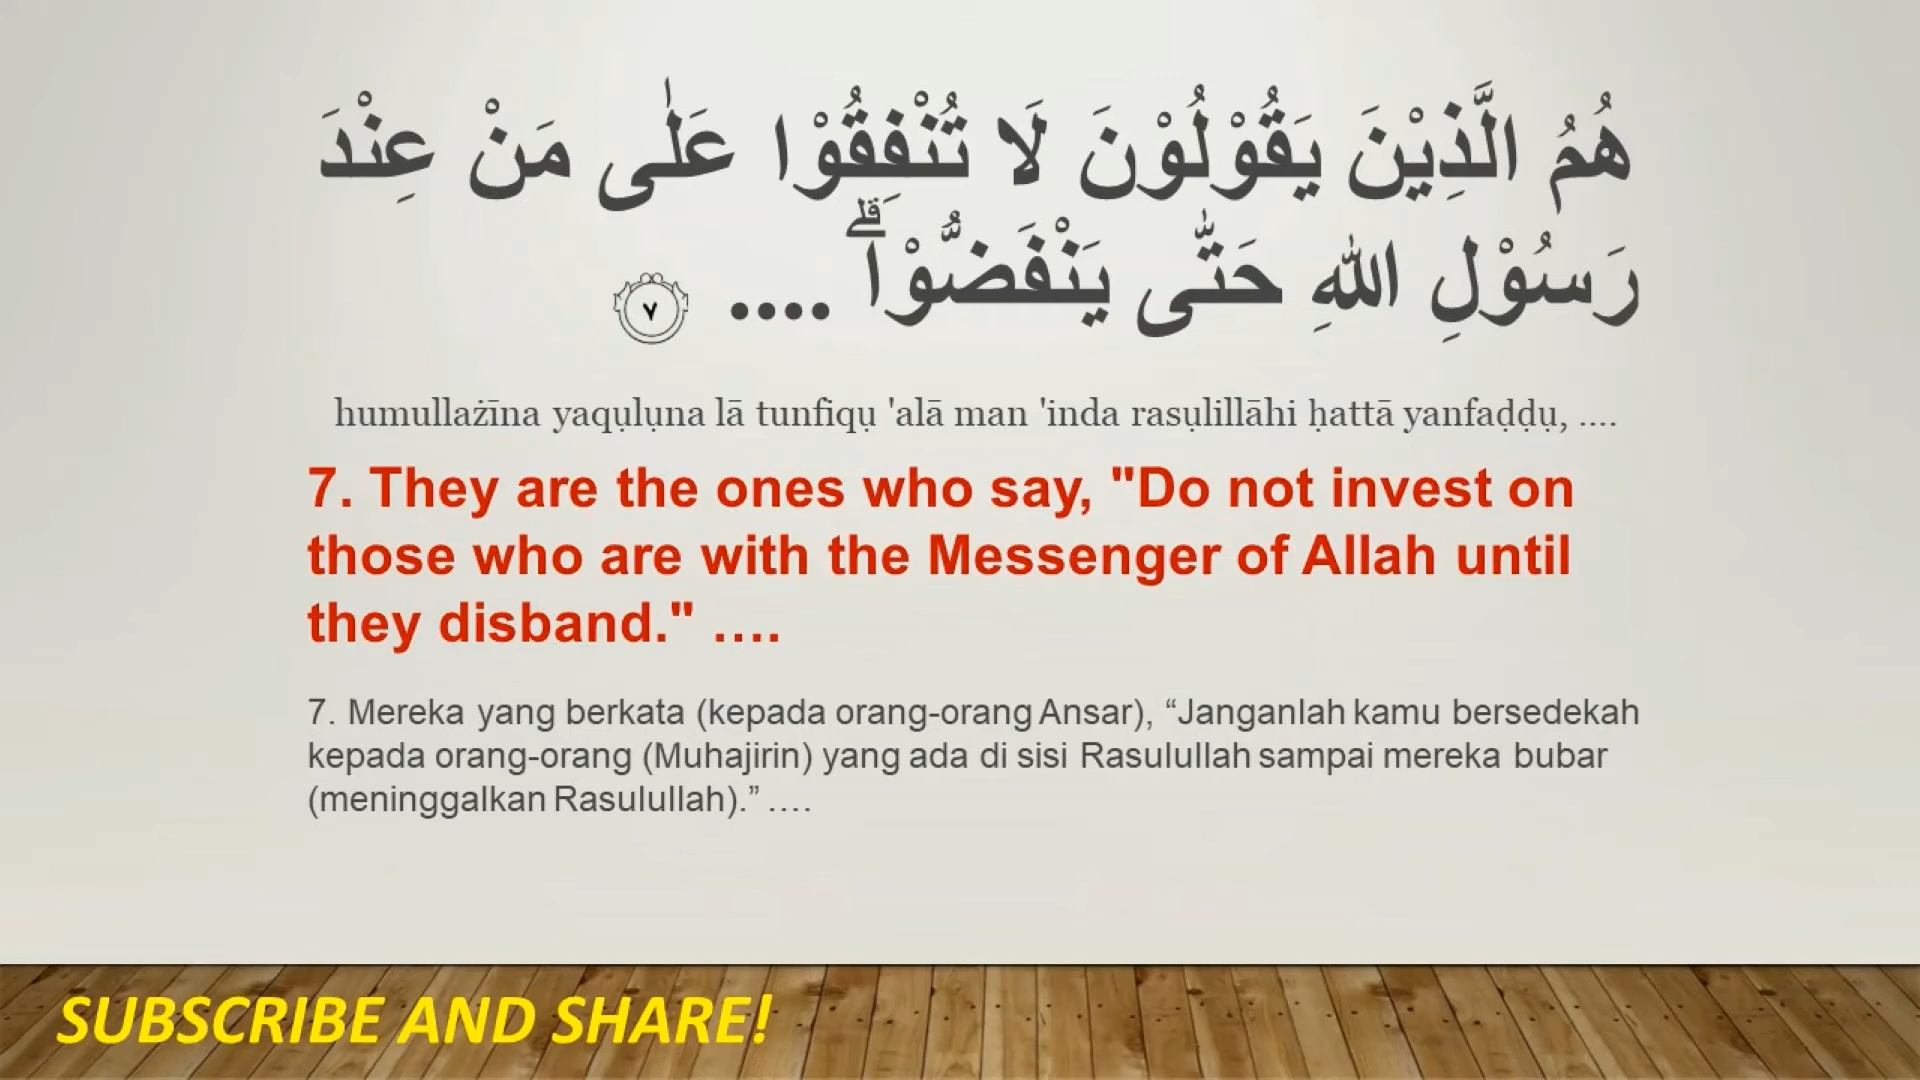 هُمُ الَّذِيْنَ يَقُوْلُوْنَ لَا تُنْفِقُوْا عَلٰى مَنْ عِنْدَ
رَسُوْلِ اللّٰهِ حَتّٰى يَنْفَضُّوْاۗ .... ٧
humullażīna yaqụlụna lā tunfiqụ 'alā man 'inda rasụlillāhi ḥattā yanfaḍḍụ, ....
7. They are the ones who say, "Do not invest on
those who are with the Messenger of Allah until
they disband." ….
7. Mereka yang berkata (kepada orang-orang Ansar), “Janganlah kamu bersedekah
kepada orang-orang (Muhajirin) yang ada di sisi Rasulullah sampai mereka bubar
(meninggalkan Rasulullah).” ….
SUBSCRIBE AND SHARE!